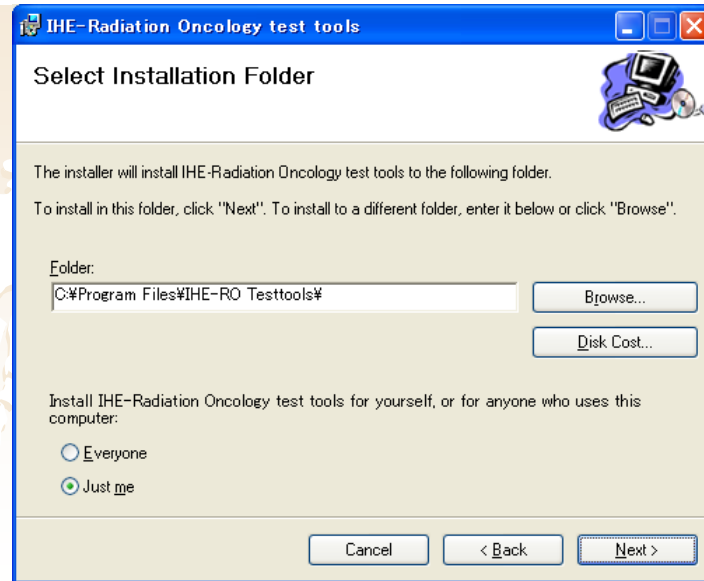 IHE-Radiation Oncology test tools
Select Installation Folder
The installer will install IHE-Radiation Oncology test tools to the following folder.
To install in this folder, click "Next". To install to a different folder, enter it below or click "Browse".
Folder:
C:¥Program Files¥IHE-RO Testtools¥
Browse...
Disk Cost...
Install IHE-Radiation Oncology test tools for yourself, or for anyone who uses this
computer:
Everyone
Just me
Cancel
< Back
Next >